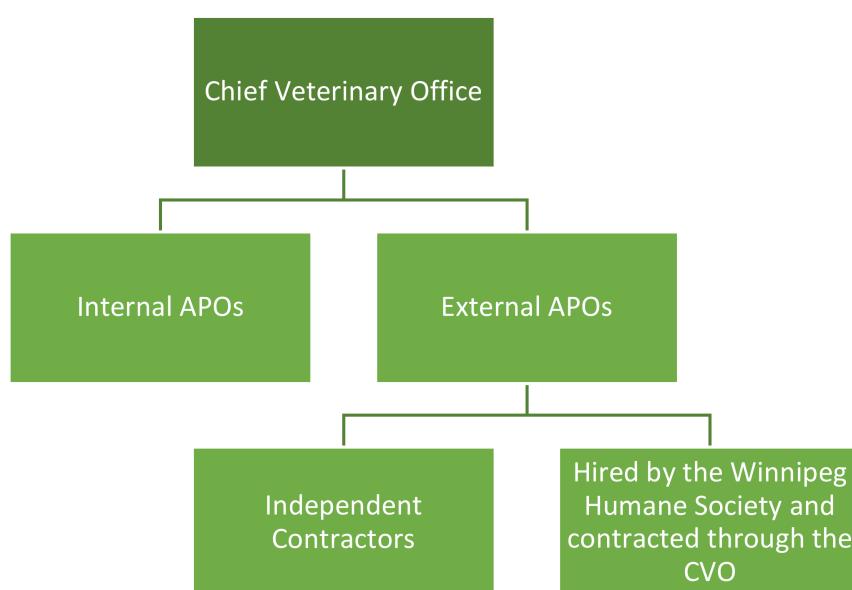 Chief Veterinary Office
Internal APOs
External APOs
Independent
Contractors
Hired by the Winnipeg
Humane Society and
contracted through the
CVO